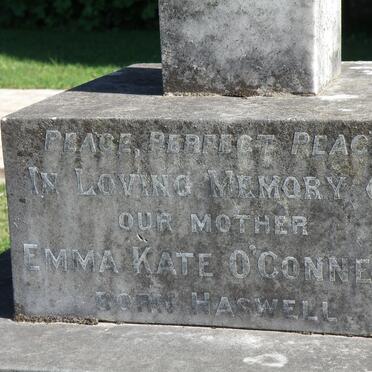 PEACE, PERFECT PEAC
IN LOVING MEMORY O
OUR MOTHER
EMMA KATE O'CONNE
BORN HASWELL